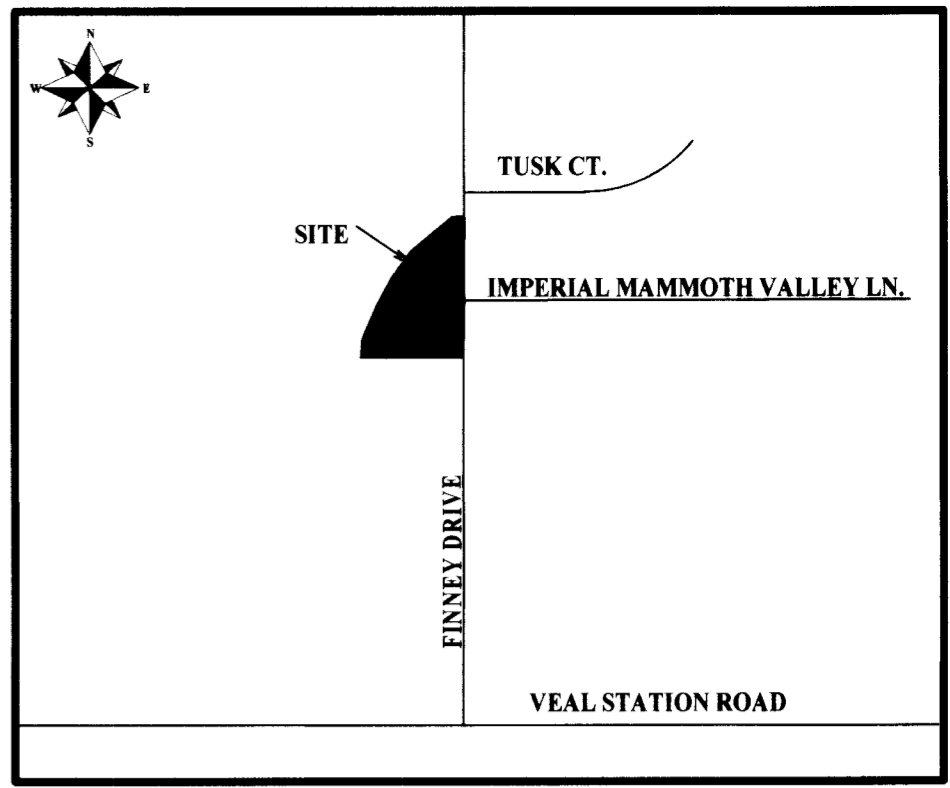 N
W
E
S
TUSK CT.
SITE
IMPERIAL MAMMOTH VALLEY LN.
FINNEY DRIVE
VEAL STATION ROAD